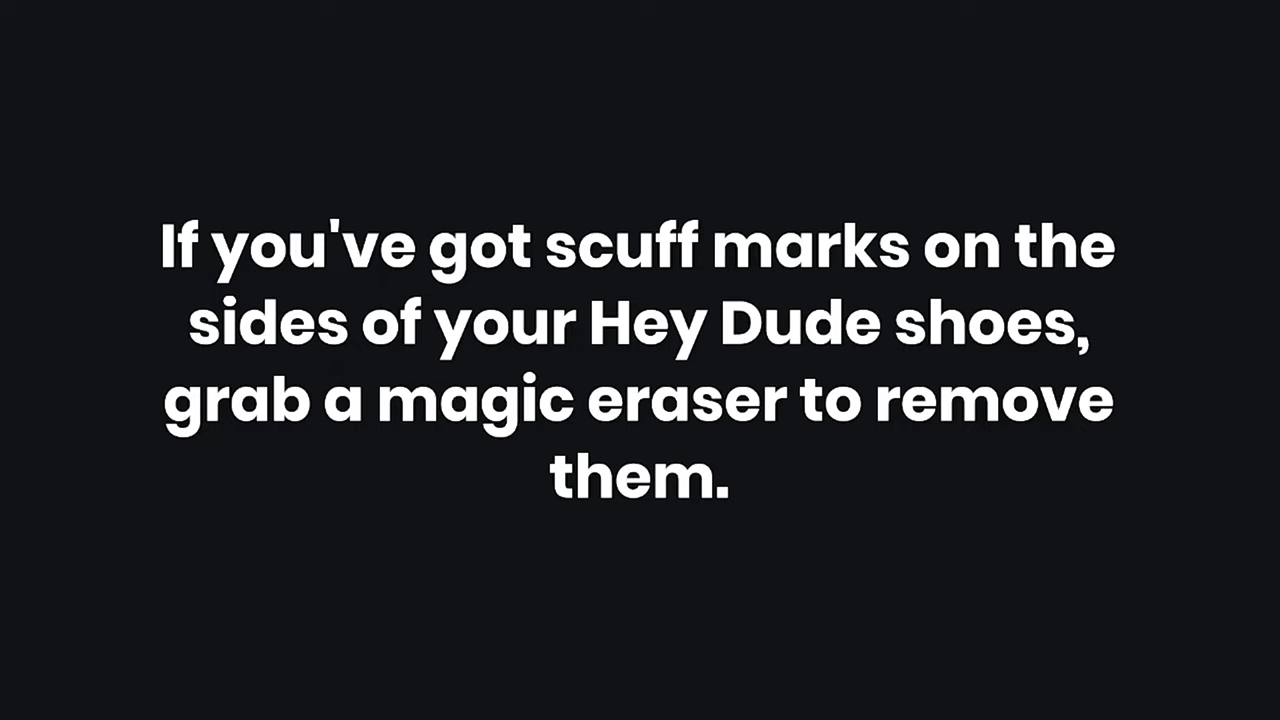 If you've got scuff marks on the
sides of your Hey Dude shoes,
grab a magic eraser to remove
them.